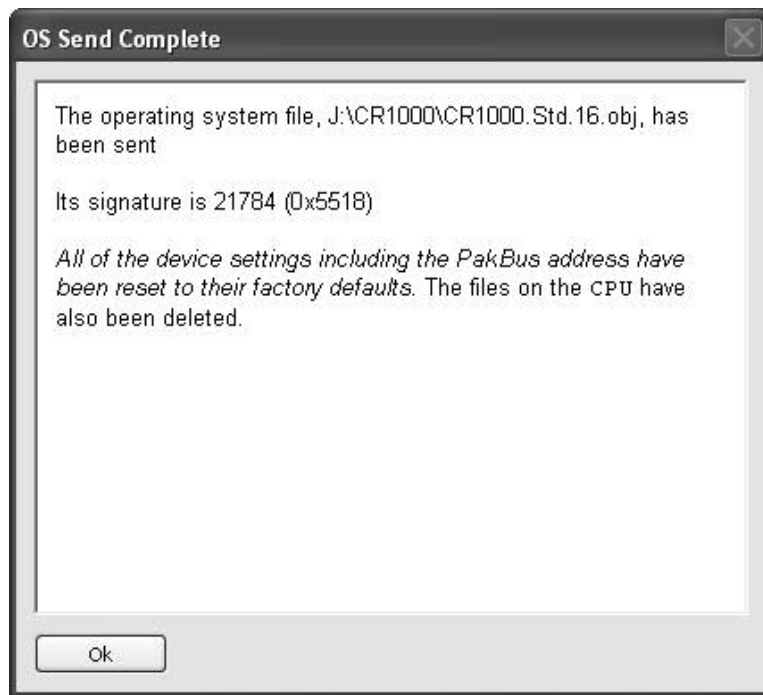 OS Send Complete
The operating system file, J:\CR1000\CR1000.Std.16.obj, has
been sent
Its signature is 21784 (0x5518)
All of the device settings including the PakBus address have
been reset to their factory defaults. The files on the CPU have
also been deleted.
Ok